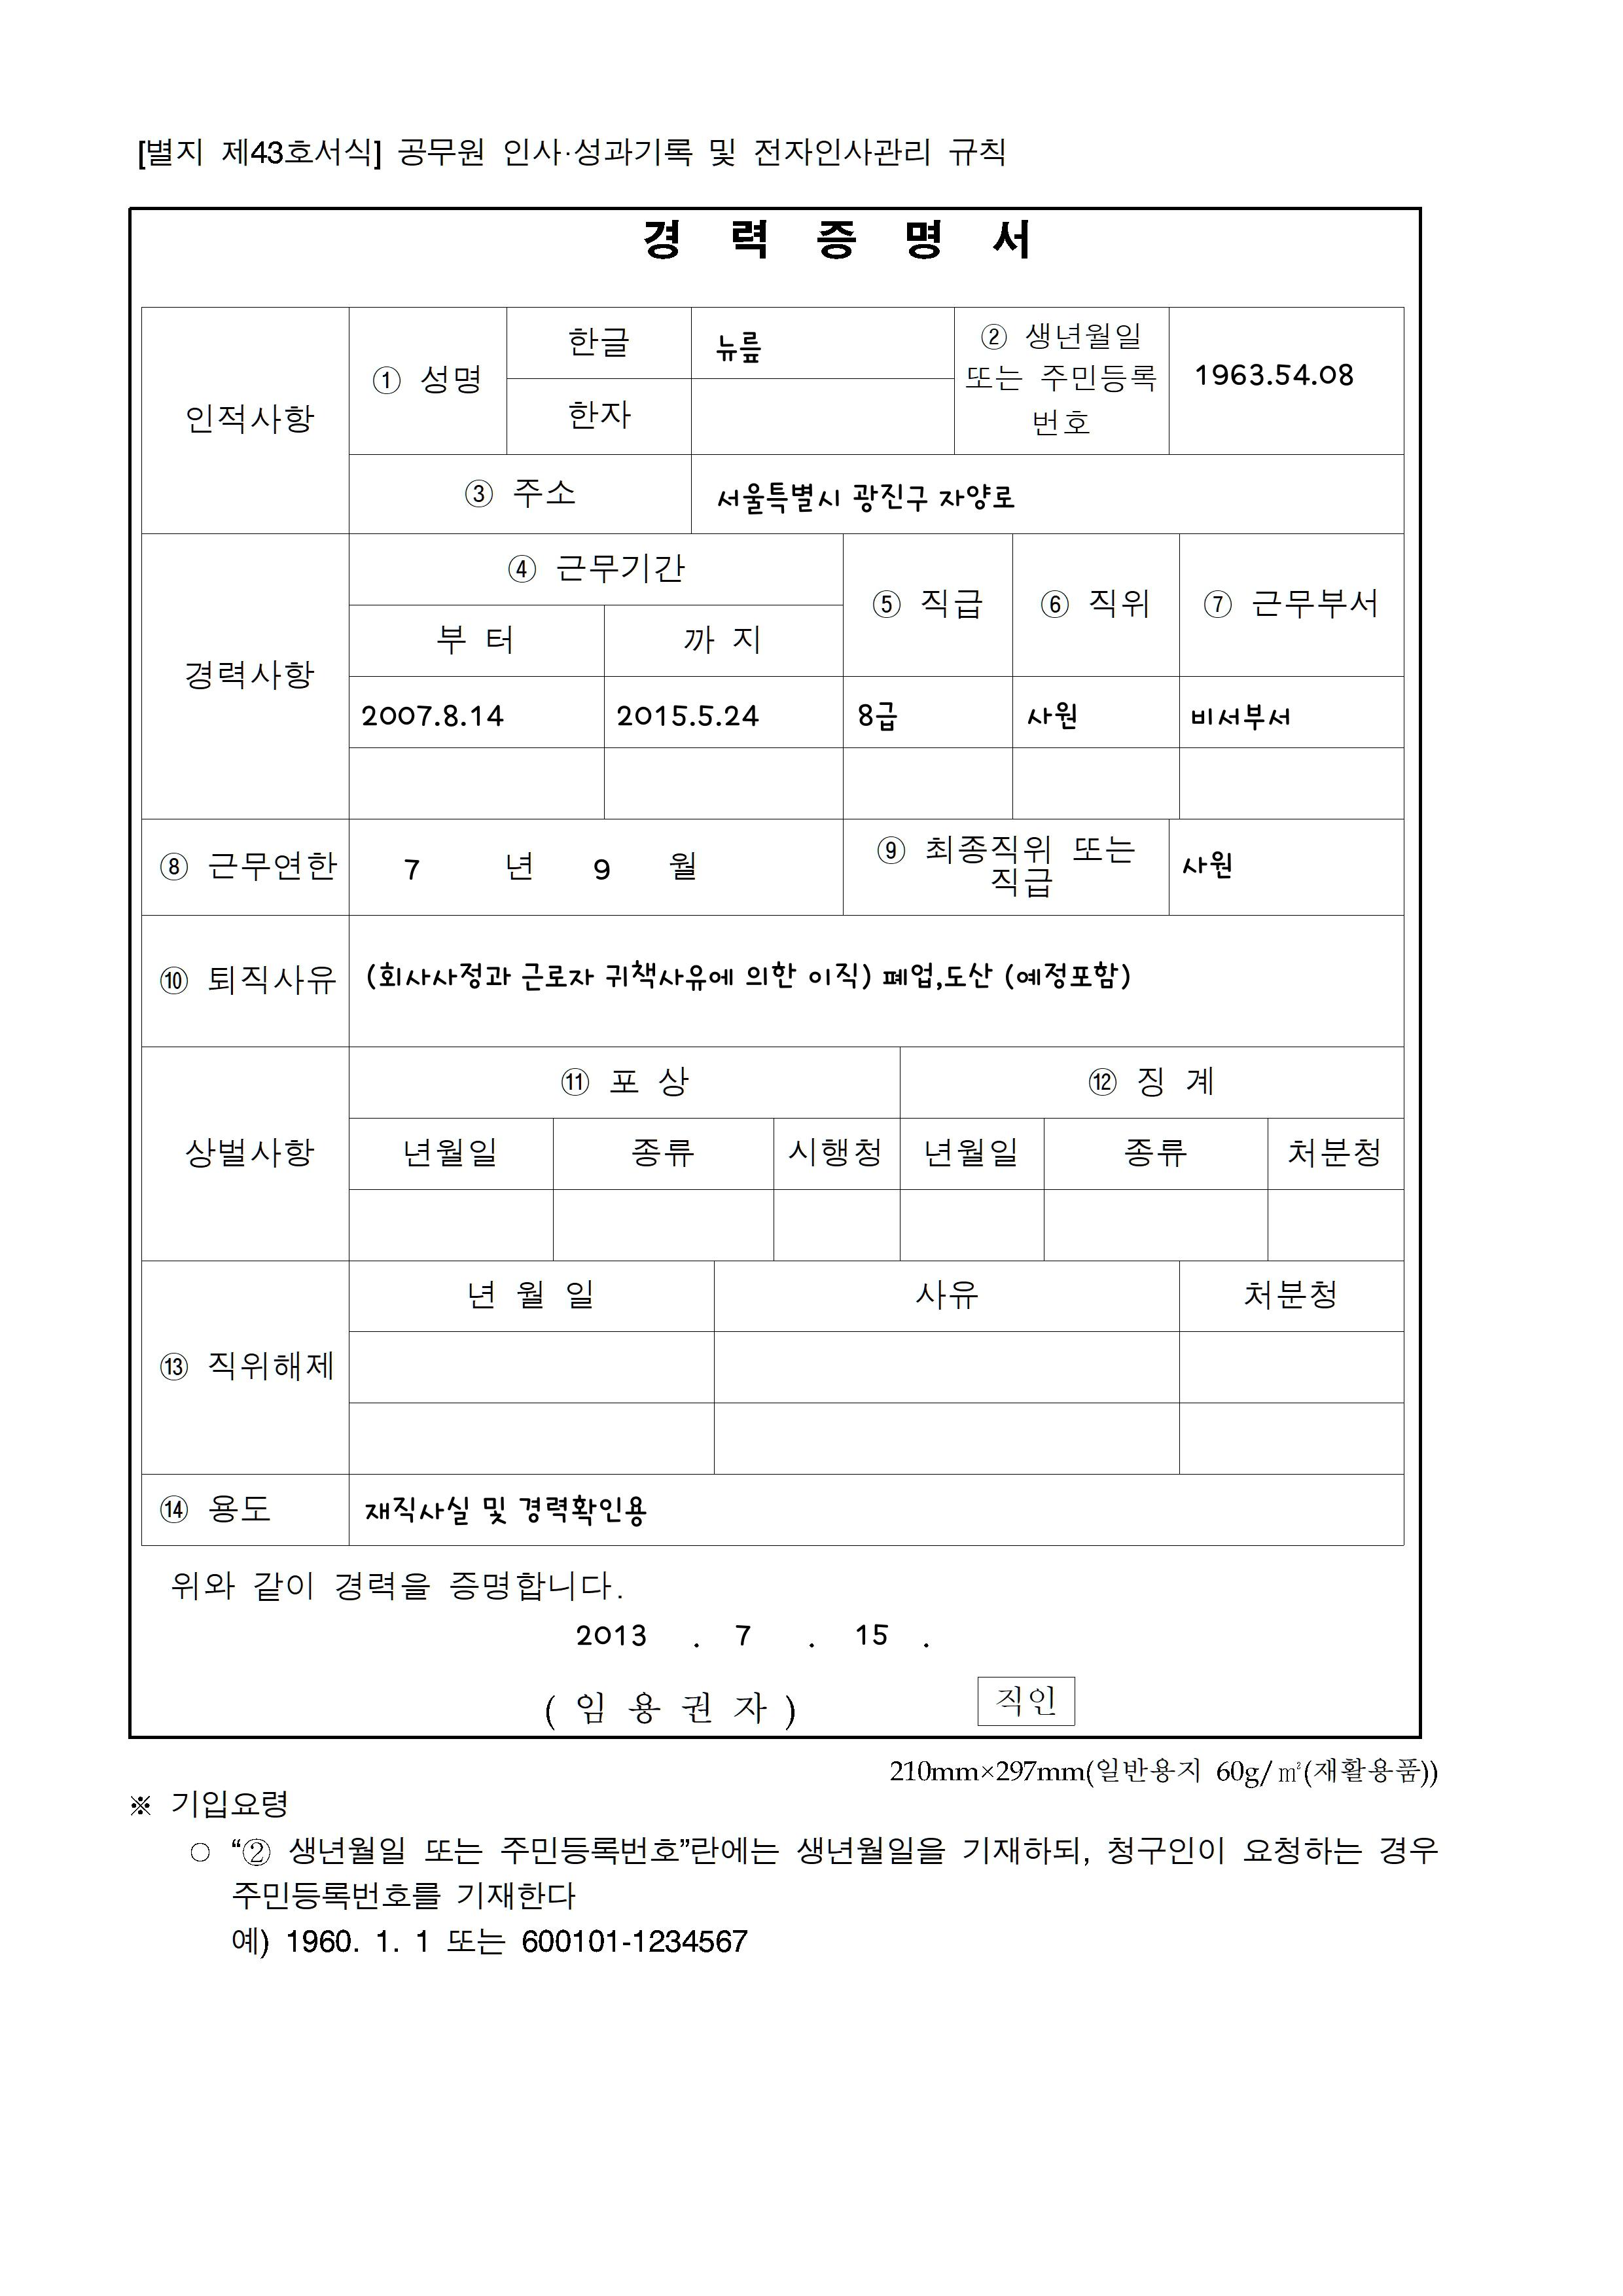 [별지 제43호서식] 공무원 인사·성과기록 및 전자인사관리 규칙
경 력 증 명 서
인적사항
① 성명
한글
뉴릎
② 생년월일 또는 주민등록 번호
1963.54.08
한자
③ 주소
서울특별시 광진구 자양로
경력사항
④ 근무기간
⑤ 직급
⑥ 직위
⑦ 근무부서
부 터
까 지
2007.8.14
2015.5.24
8급
사원
비서부서
⑧ 근무연한
7 년 9 월
⑨ 최종직위 또는 직급
사원
⑩ 퇴직사유
(회사사정과 근로자 귀책사유에 의한 이직) 폐업,도산 (예정포함)
상벌사항
⑪ 포 상
⑫ 징 계
년월일
종류
시행청
년월일
종류
처분청
⑬ 직위해제
년 월 일
사유
처분청
⑭ 용도
재직사실 및 경력확인용
위와 같이 경력을 증명합니다.
2013 . 7 . 15 .
( 임 용 권 자 )
직인
210mm×297mm(일반용지 60g/㎡(재활용품))
※ 기입요령
○ “② 생년월일 또는 주민등록번호”란에는 생년월일을 기재하되, 청구인이 요청하는 경우
주민등록번호를 기재한다
예) 1960. 1. 1 또는 600101-1234567